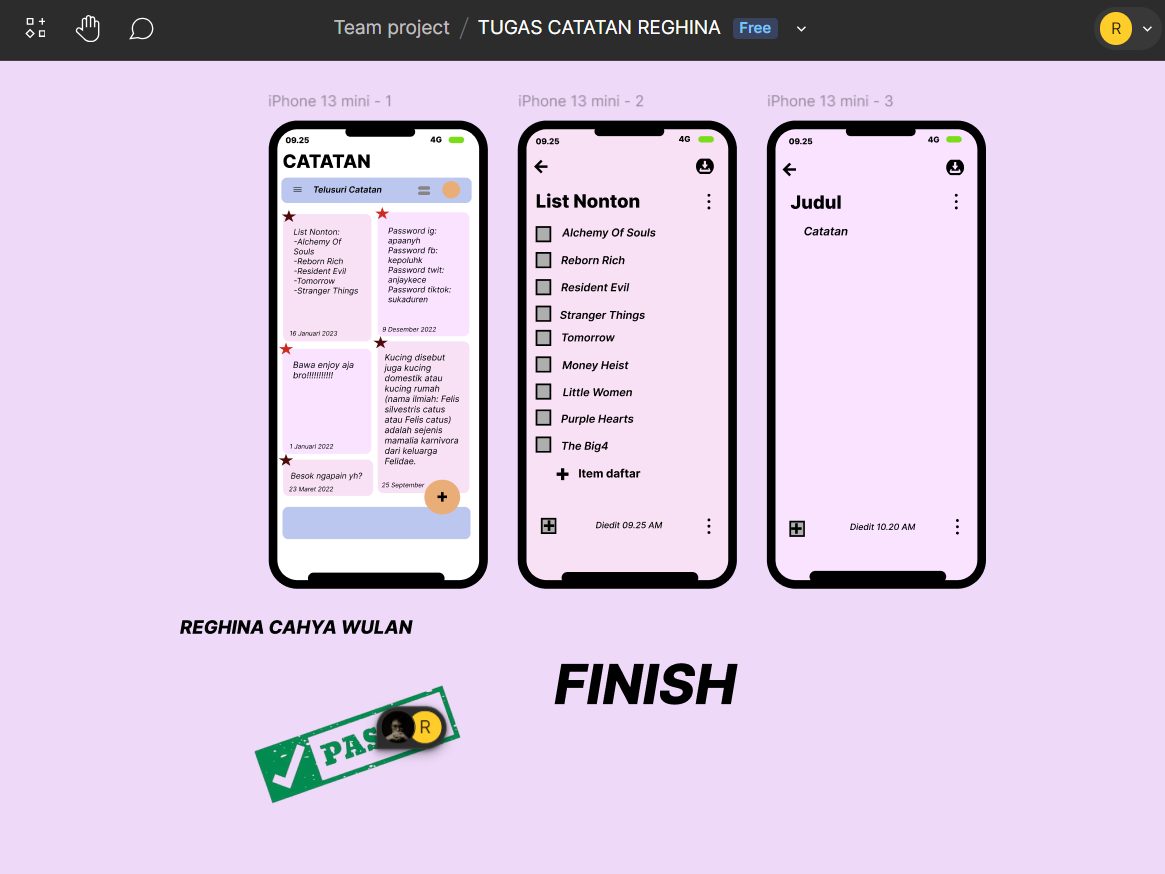 Team project / TUGAS CATATAN REGHINA Free
R
iPhone 13 mini - 1
09.25 4G
CATATAN
Telusuri Catatan
List Nonton:
-Alchemy Of
Souls
-Reborn Rich
-Resident Evil
-Tomorrow
-Stranger Things
16 Januari 2023
Password ig:
apaanyh
Password fb:
kepoluhk
Password twit:
anjaykece
Password tiktok:
sukaduren
9 Desember 2022
Bawa enjoy aja
bro!!!!!!!!!!!
1 Januari 2022
Kucing disebut
juga kucing
domestik atau
kucing rumah
(nama ilmiah: Felis
silvestris catus
atau Felis catus)
adalah sejenis
mamalia karnivora
dari keluarga
Felidae.
25 September
Besok ngapain yh?
23 Maret 2022
+
iPhone 13 mini - 2
09.25 4G
List Nonton
Alchemy Of Souls
Reborn Rich
Resident Evil
Stranger Things
Tomorrow
Money Heist
Little Women
Purple Hearts
The Big4
+ Item daftar
Diedit 09.25 AM
iPhone 13 mini - 3
09.25 4G
Judul
Catatan
Diedit 10.20 AM
REGHINA CAHYA WULAN
FINISH
PAS
R